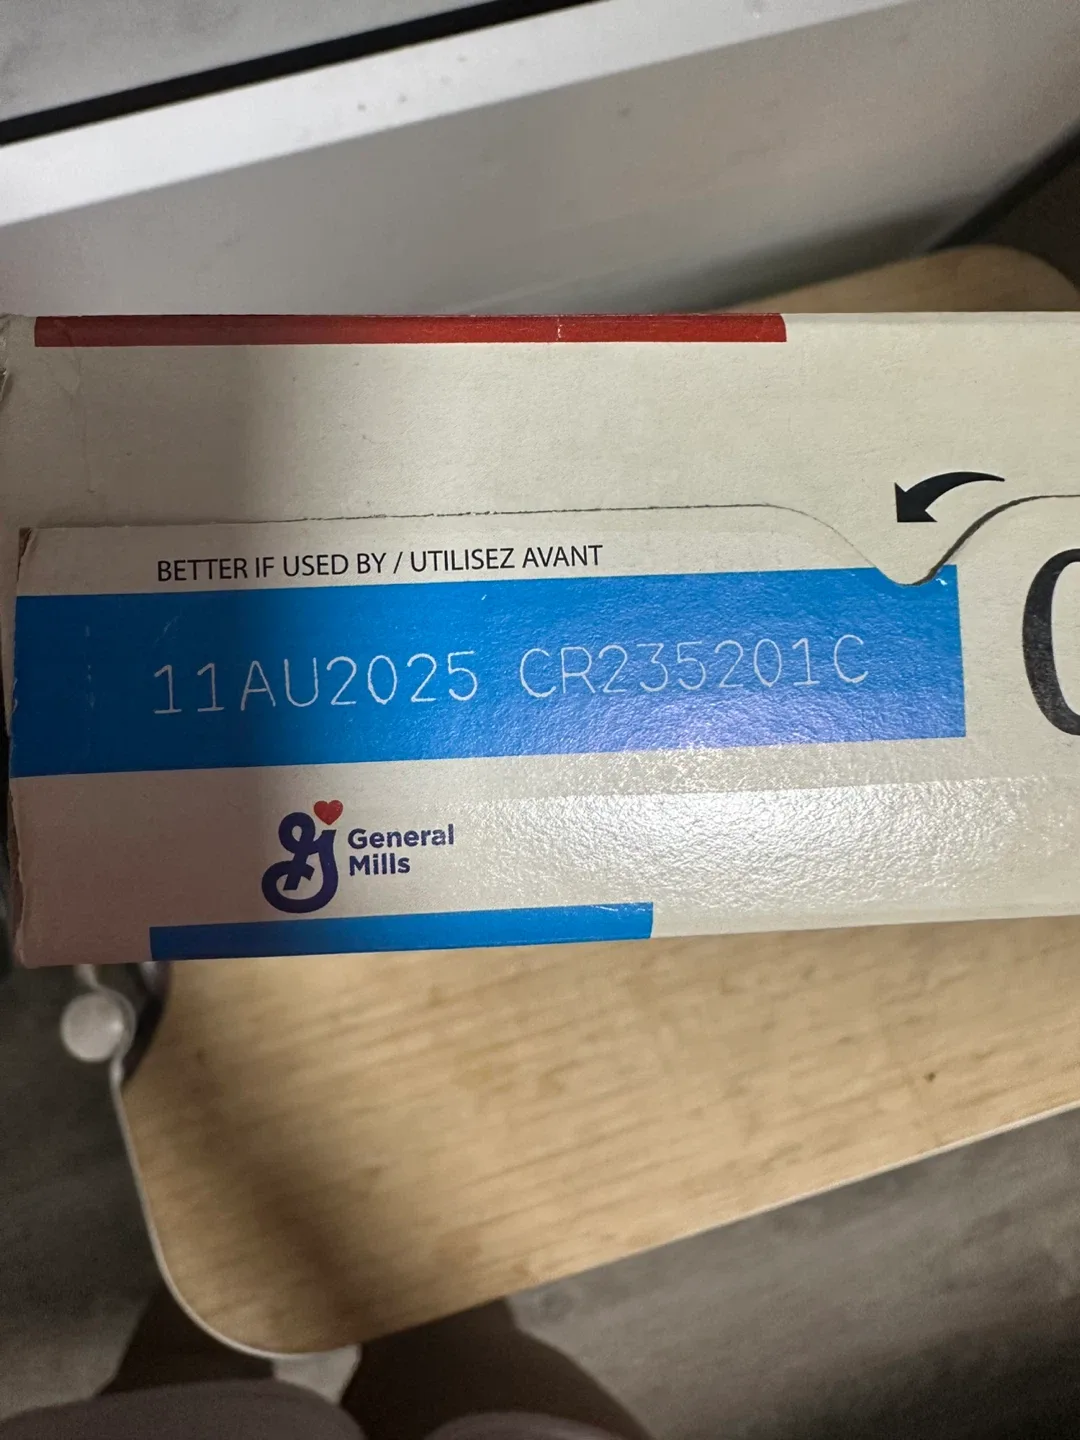 BETTER IF USED BY / UTILISEZ AVANT
11AU2025 CR235201C
General
Mills